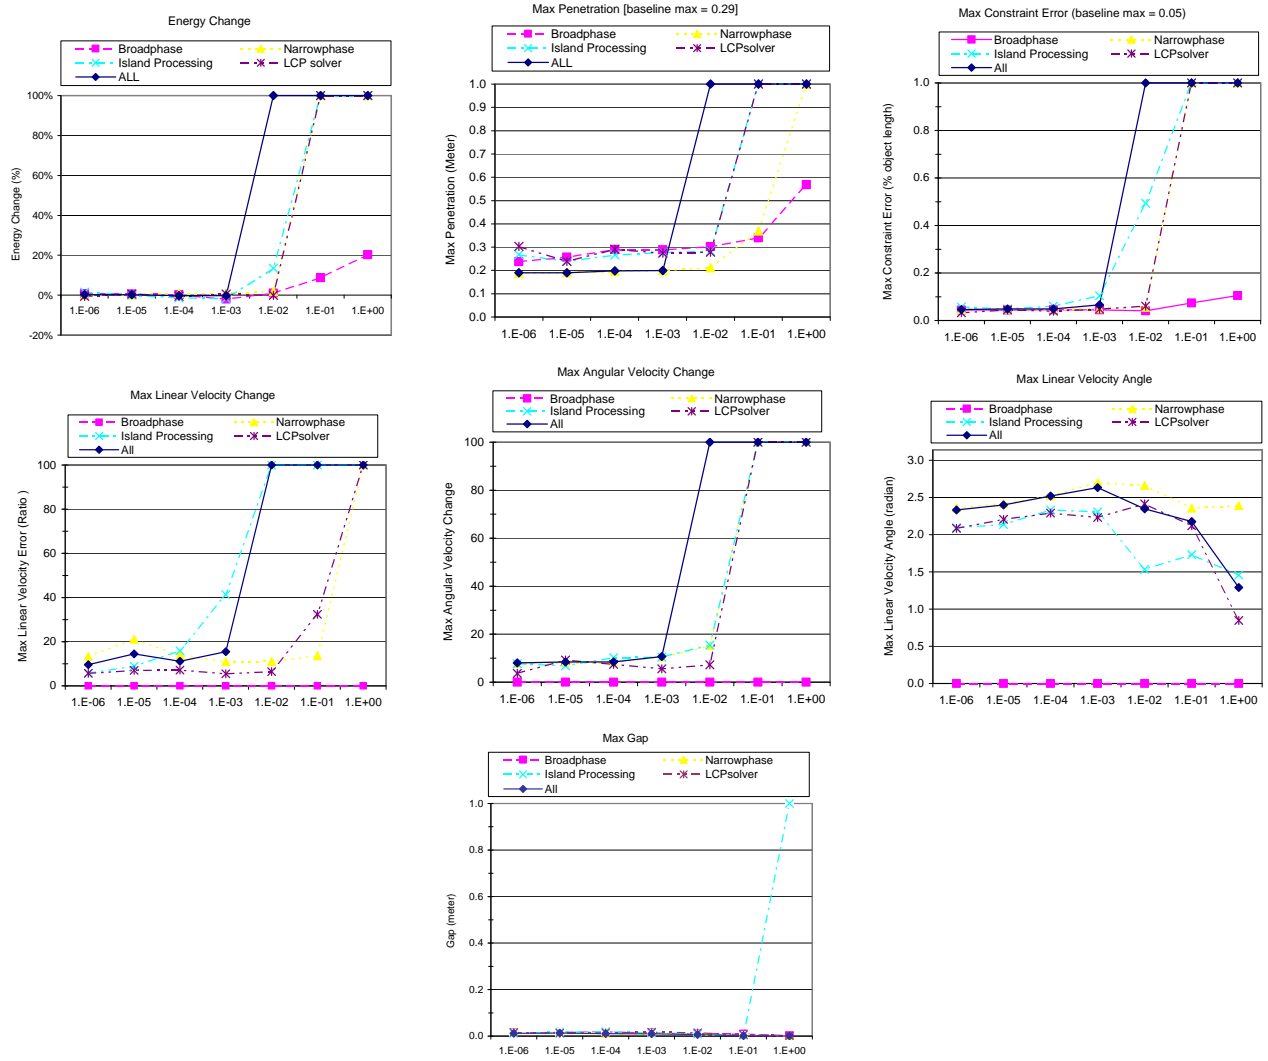 Energy Change
Broadphase Narrowphase
Island Processing LCP solver
ALL
100%
80%
60%
40%
20%
0%
-20%
Energy Change (%)
1.E-06 1.E-05 1.E-04 1.E-03 1.E-02 1.E-01 1.E+00
Max Penetration [baseline max = 0.29]
Broadphase Narrowphase
Island Processing LCPsolver
ALL
1.0
0.9
0.8
0.7
0.6
0.5
0.4
0.3
0.2
0.1
0.0
Max Penetration (Meter)
1.E-06 1.E-05 1.E-04 1.E-03 1.E-02 1.E-01 1.E+00
Max Constraint Error (baseline max = 0.05)
Broadphase Narrowphase
Island Processing LCPsolver
All
1.0
0.8
0.6
0.4
0.2
0.0
Max Constraint Error (% object length)
1.E-06 1.E-05 1.E-04 1.E-03 1.E-02 1.E-01 1.E+00
Max Linear Velocity Change
Broadphase Narrowphase
Island Processing LCPsolver
All
100
80
60
40
20
0
Max Linear Velocity Error (Ratio )
1.E-06 1.E-05 1.E-04 1.E-03 1.E-02 1.E-01 1.E+00
Max Angular Velocity Change
Broadphase Narrowphase
Island Processing LCPsolver
All
100
80
60
40
20
0
Max Angular Velocity Change
1.E-06 1.E-05 1.E-04 1.E-03 1.E-02 1.E-01 1.E+00
Max Linear Velocity Angle
Broadphase Narrowphase
Island Processing LCPsolver
All
3.0
2.5
2.0
1.5
1.0
0.5
0.0
Max Linear Velocity Angle (radian)
1.E-06 1.E-05 1.E-04 1.E-03 1.E-02 1.E-01 1.E+00
Max Gap
Broadphase Narrowphase
Island Processing LCPsolver
All
1.0
0.8
0.6
0.4
0.2
0.0
Gap (meter)
1.E-06 1.E-05 1.E-04 1.E-03 1.E-02 1.E-01 1.E+00